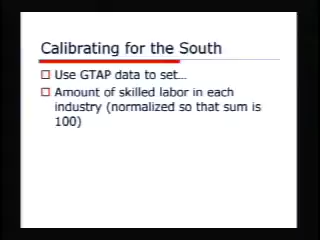 Calibrating for the South
Use GTAP data to set...
Amount of skilled labor in each
industry (normalized so that sum is
100)